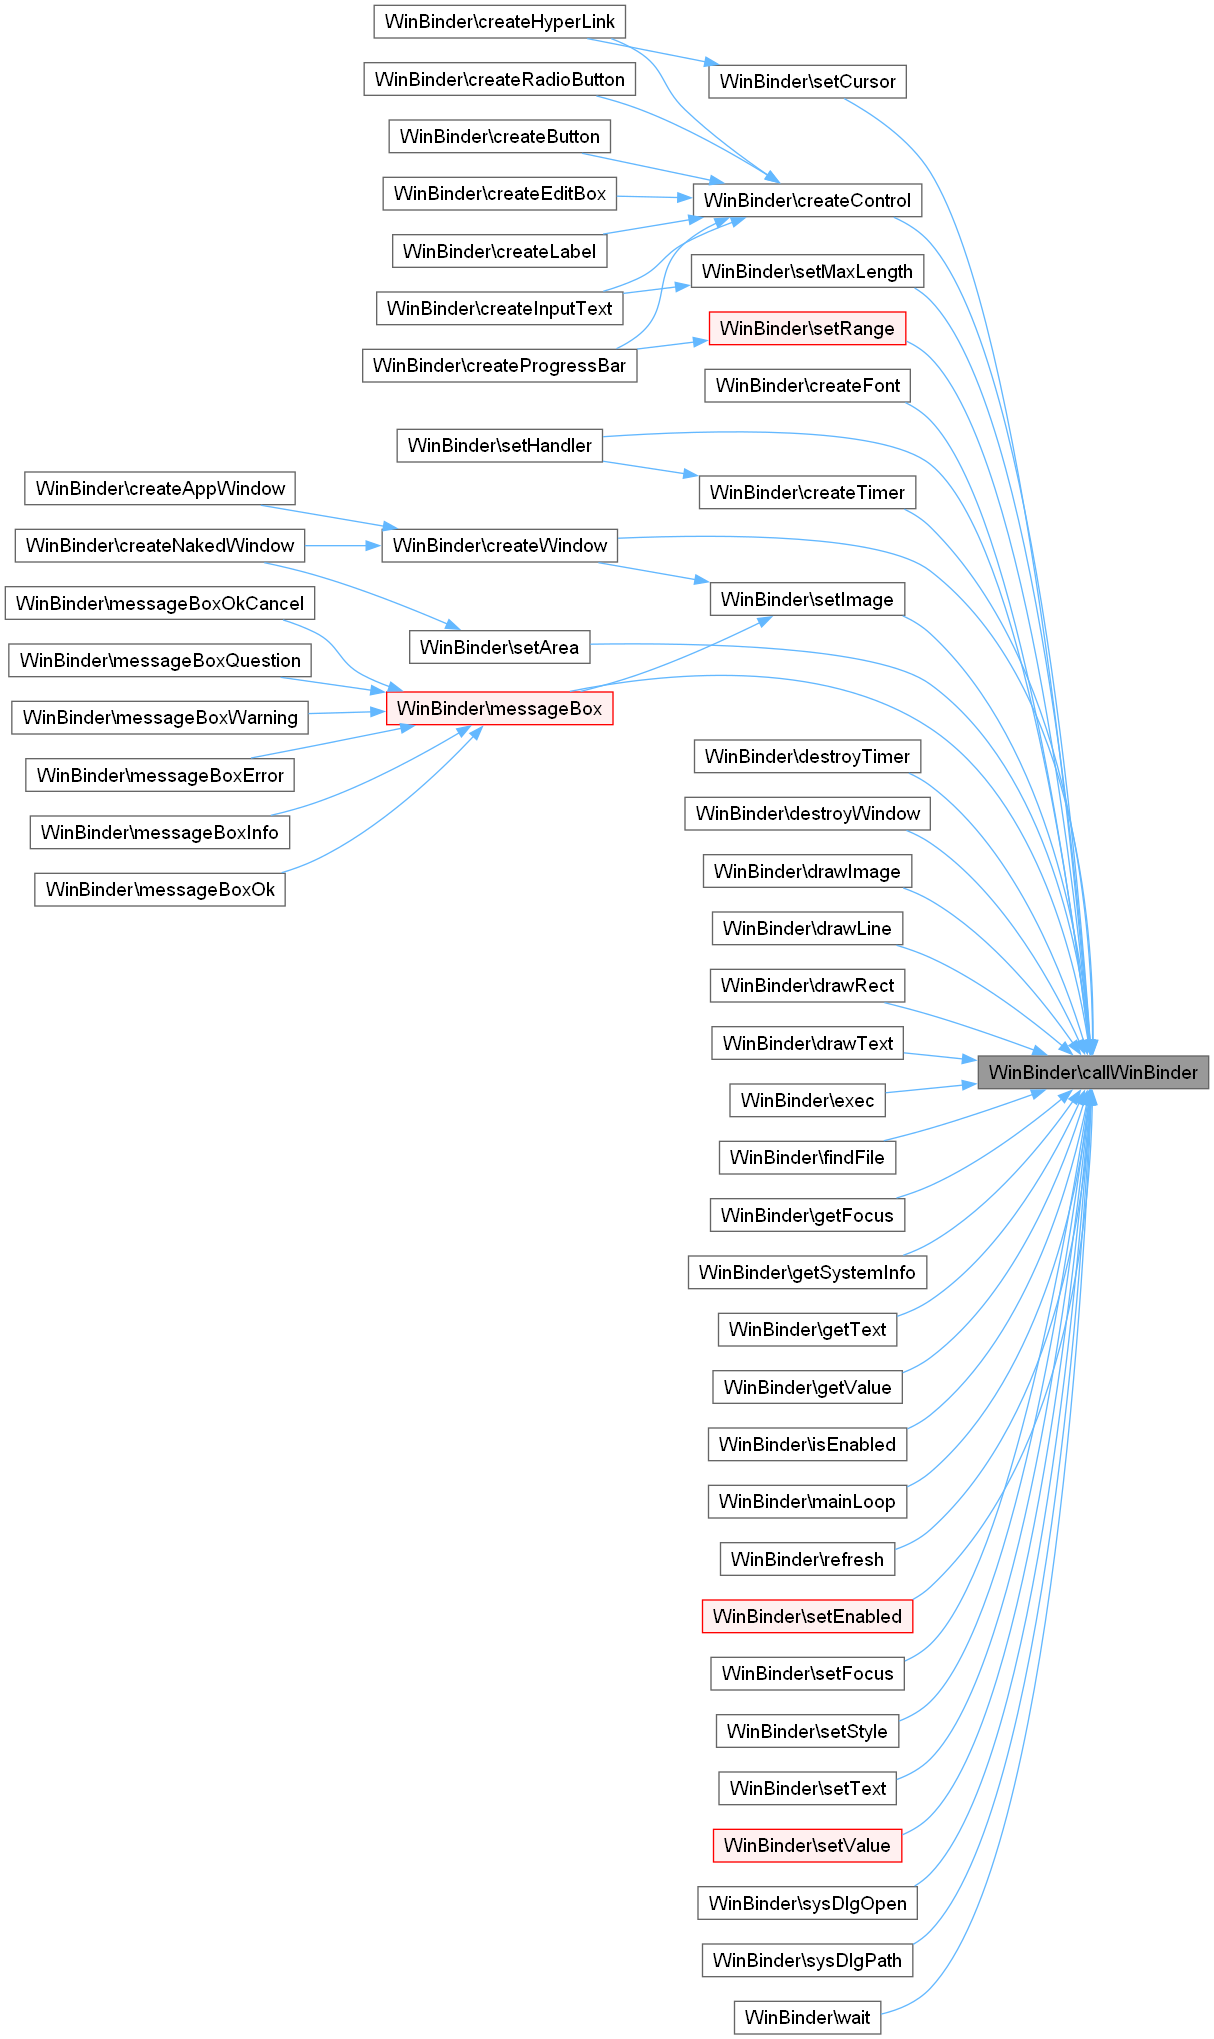 WinBinder\createHyperLink
WinBinder\setCursor
WinBinder\createRadioButton
WinBinder\createButton
WinBinder\createEditBox
WinBinder\createControl
WinBinder\createLabel
WinBinder\setMaxLength
WinBinder\createInputText
WinBinder\setRange
WinBinder\createProgressBar
WinBinder\createFont
WinBinder\setHandler
WinBinder\createAppWindow
WinBinder\createTimer
WinBinder\createNakedWindow
WinBinder\createWindow
WinBinder\messageBoxOkCancel
WinBinder\setImage
WinBinder\setArea
WinBinder\messageBoxQuestion
WinBinder\messageBox
WinBinder\messageBoxWarning
WinBinder\destroyTimer
WinBinder\messageBoxError
WinBinder\destroyWindow
WinBinder\messageBoxInfo
WinBinder\drawImage
WinBinder\messageBoxOk
WinBinder\drawLine
WinBinder\drawRect
WinBinder\drawText
WinBinder\callWinBinder
WinBinder\exec
WinBinder\findFile
WinBinder\getFocus
WinBinder\getSystemInfo
WinBinder\getText
WinBinder\getValue
WinBinder\isEnabled
WinBinder\mainLoop
WinBinder\refresh
WinBinder\setEnabled
WinBinder\setFocus
WinBinder\setStyle
WinBinder\setText
WinBinder\setValue
WinBinder\sysDlgOpen
WinBinder\sysDlgPath
WinBinder\wait